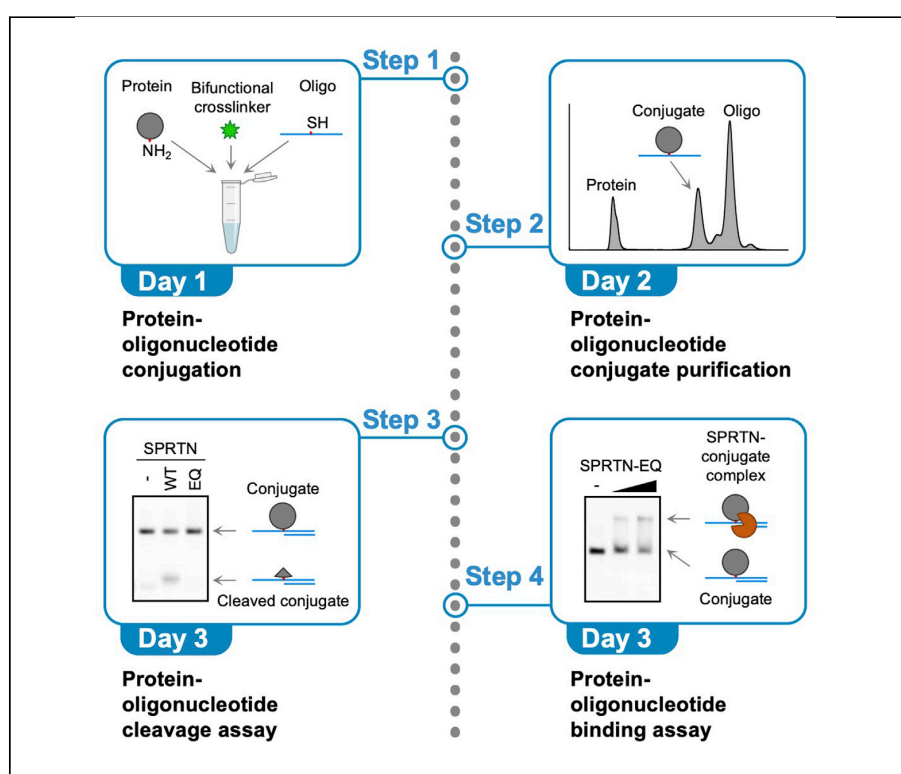 Step 1
Protein
Bifunctional
crosslinker
Oligo
NH2
SH
Day 1
Protein-
oligonucleotide
conjugation
Step 2
Conjugate
Oligo
Protein
Day 2
Protein-
oligonucleotide
conjugate purification
Step 3
SPRTN
- WT EQ
Conjugate
Cleaved conjugate
Day 3
Protein-
oligonucleotide
cleavage assay
Step 4
SPRTN-EQ
-
SPRTN-
conjugate
complex
Conjugate
Day 3
Protein-
oligonucleotide
binding assay